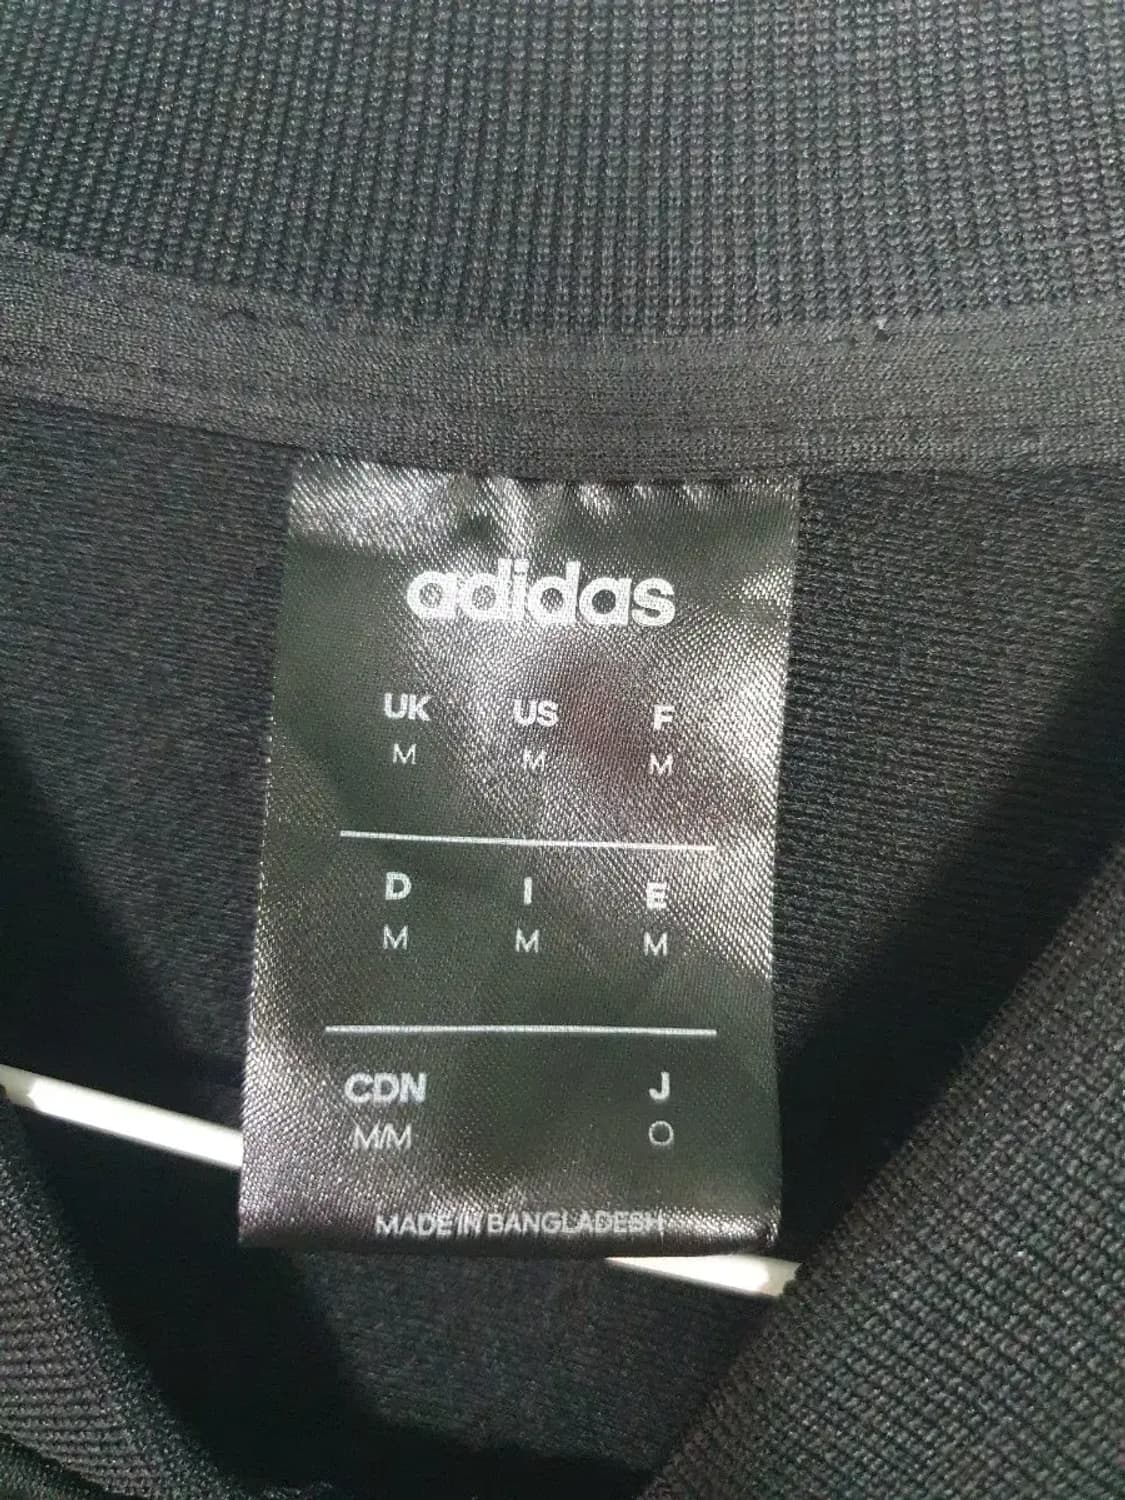 adidas
UK US F
M M M
D I E
M M M
CDN J
M/M O
MADE IN BANGLADESH